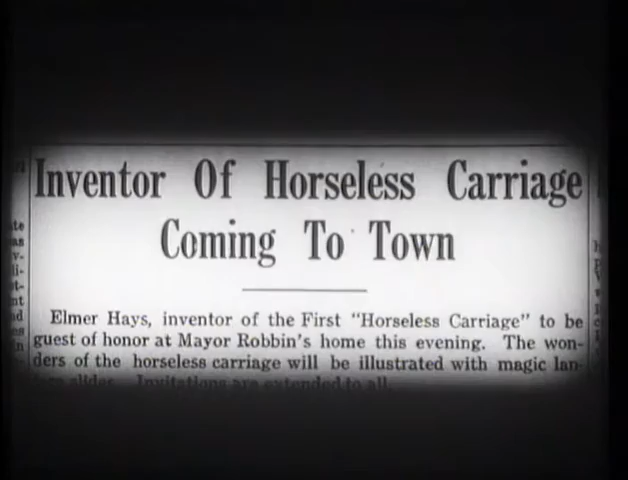 Inventor Of Horseless Carriage
Coming To Town
Elmer Hays, inventor of the First "Horseless Carriage" to be
guest of honor at Mayor Robbin's home this evening. The won-
ders of the horseless carriage will be illustrated with magic lan-
tern slides. Invitations are extended to all.